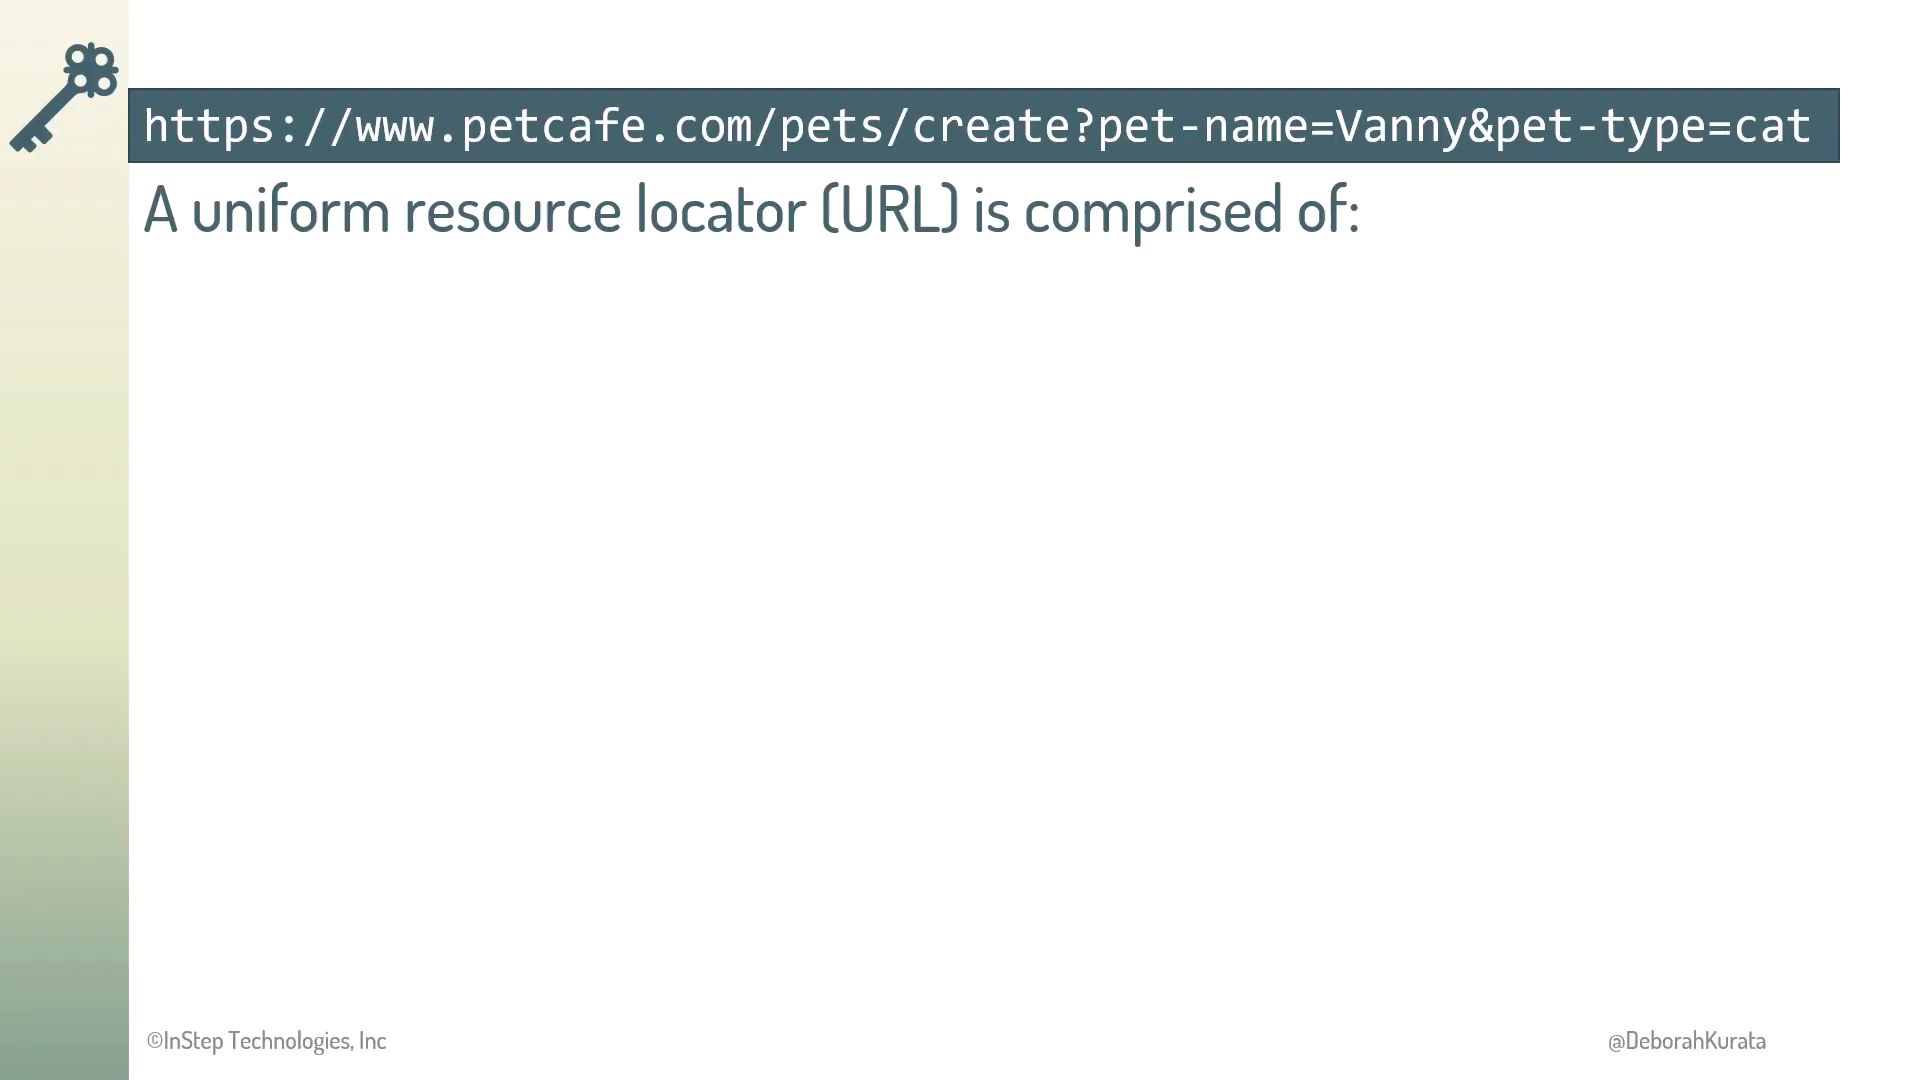 https://www.petcafe.com/pets/create?pet-name=Vanny&pet-type=cat
A uniform resource locator (URL) is comprised of:
©InStep Technologies, Inc
@DeborahKurata